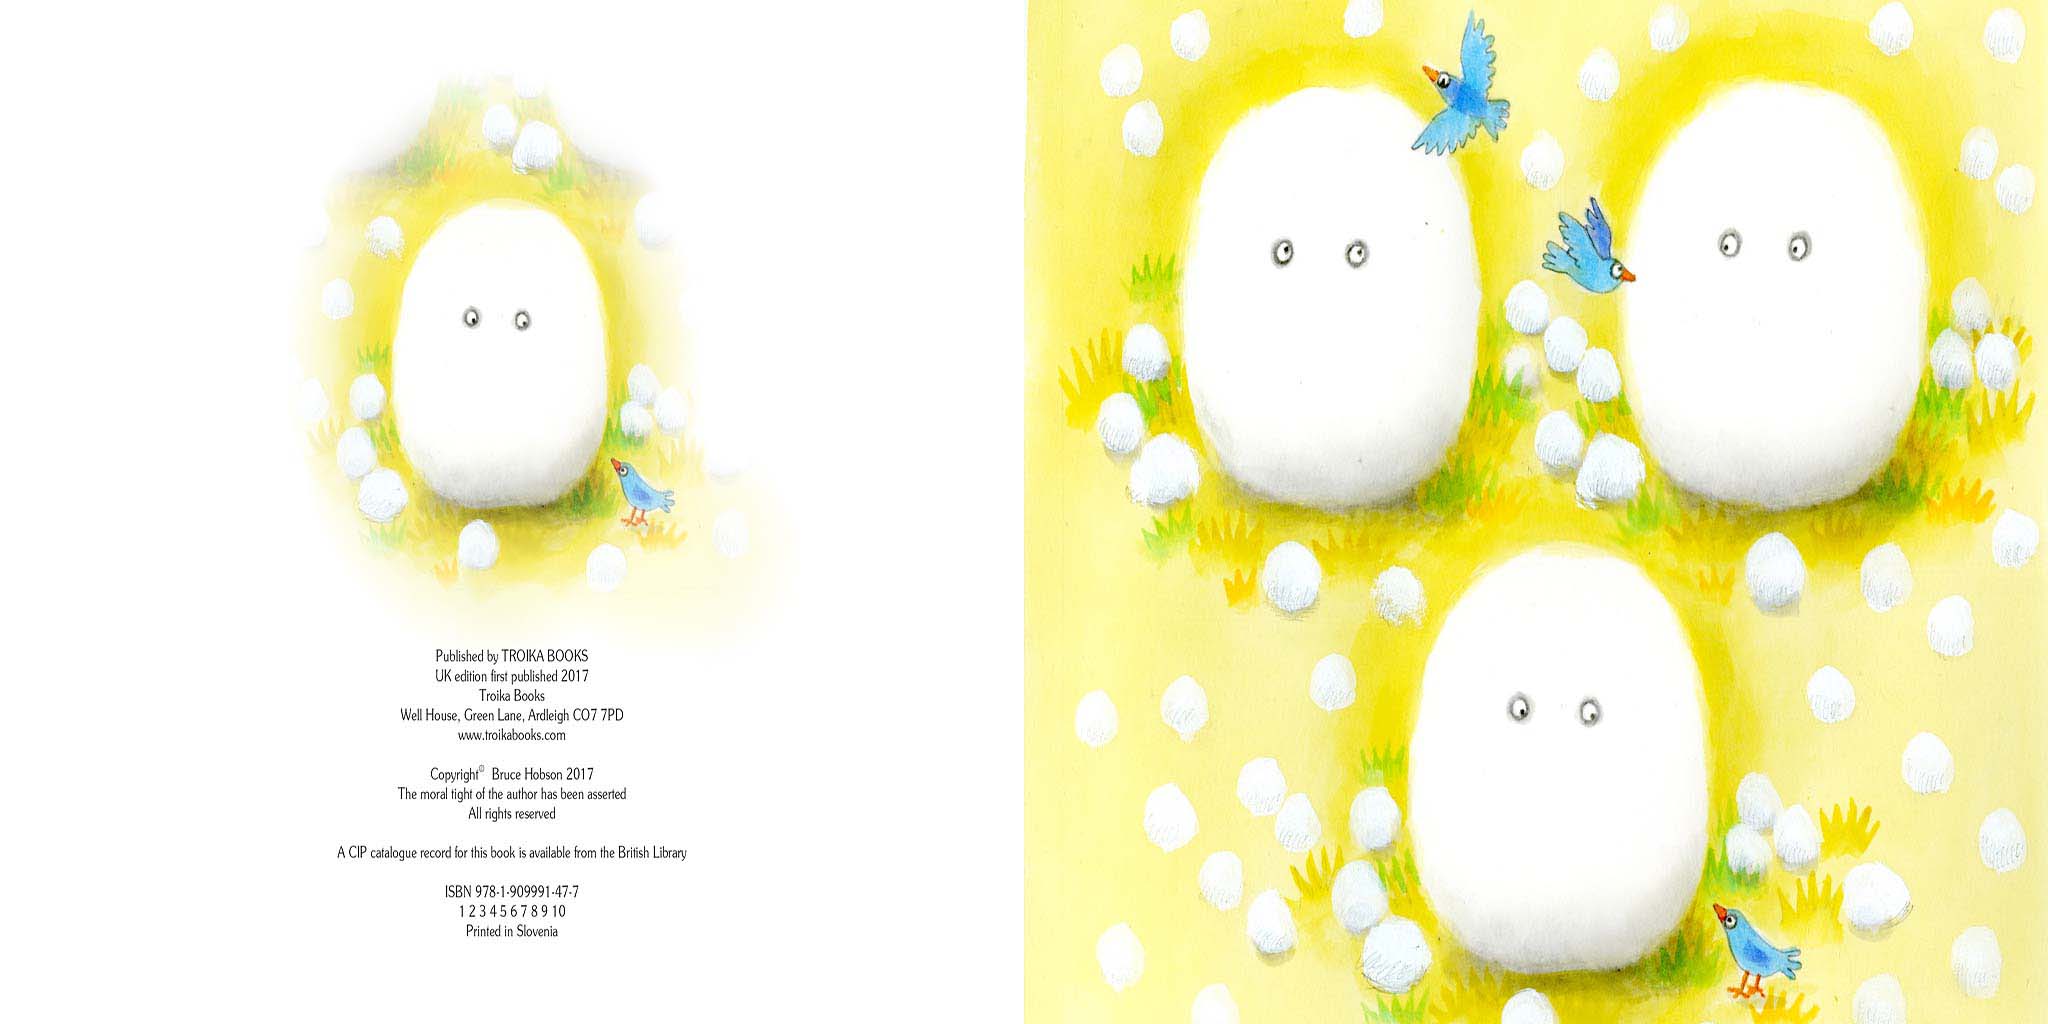 Published by TROIKA BOOKS
UK edition first published 2017
Troika Books
Well House, Green Lane, Ardleigh CO7 7PD
www.troikabooks.com
Copyright© Bruce Hobson 2017
The moral tight of the author has been asserted
All rights reserved
A CIP catalogue record for this book is available from the British Library
ISBN 978-1-909991-47-7
1 2 3 4 5 6 7 8 9 10
Printed in Slovenia